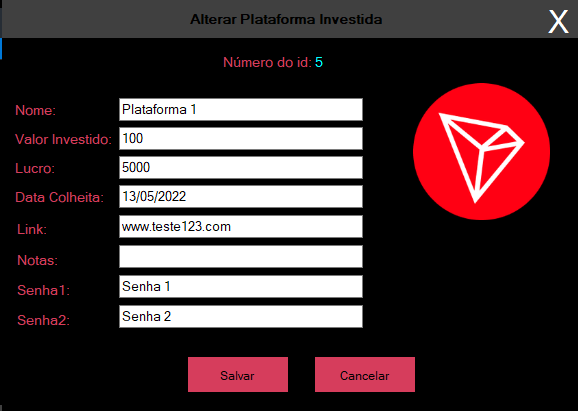 Alterar Plataforma Investida X
Número do id: 5
Nome: Plataforma 1
Valor Investido: 100
Lucro: 5000
Data Colheita: 13/05/2022
Link: www.teste123.com
Notas:
Senha1: Senha 1
Senha2: Senha 2
Salvar Cancelar